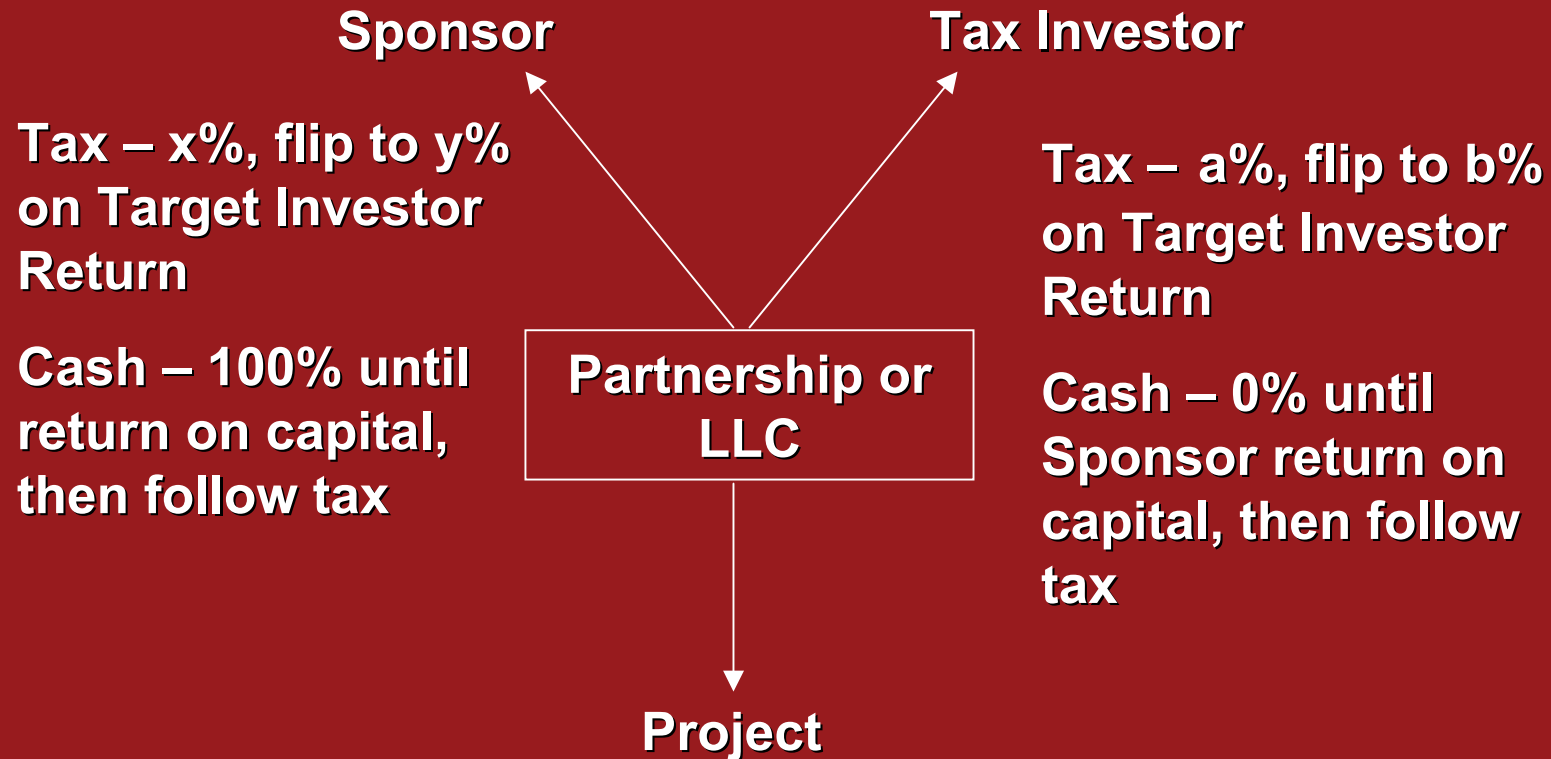 Sponsor
Tax Investor
Tax – x%, flip to y%
on Target Investor
Return
Cash – 100% until
return on capital,
then follow tax
Partnership or
LLC
Tax – a%, flip to b%
on Target Investor
Return
Cash – 0% until
Sponsor return on
capital, then follow
tax
Project